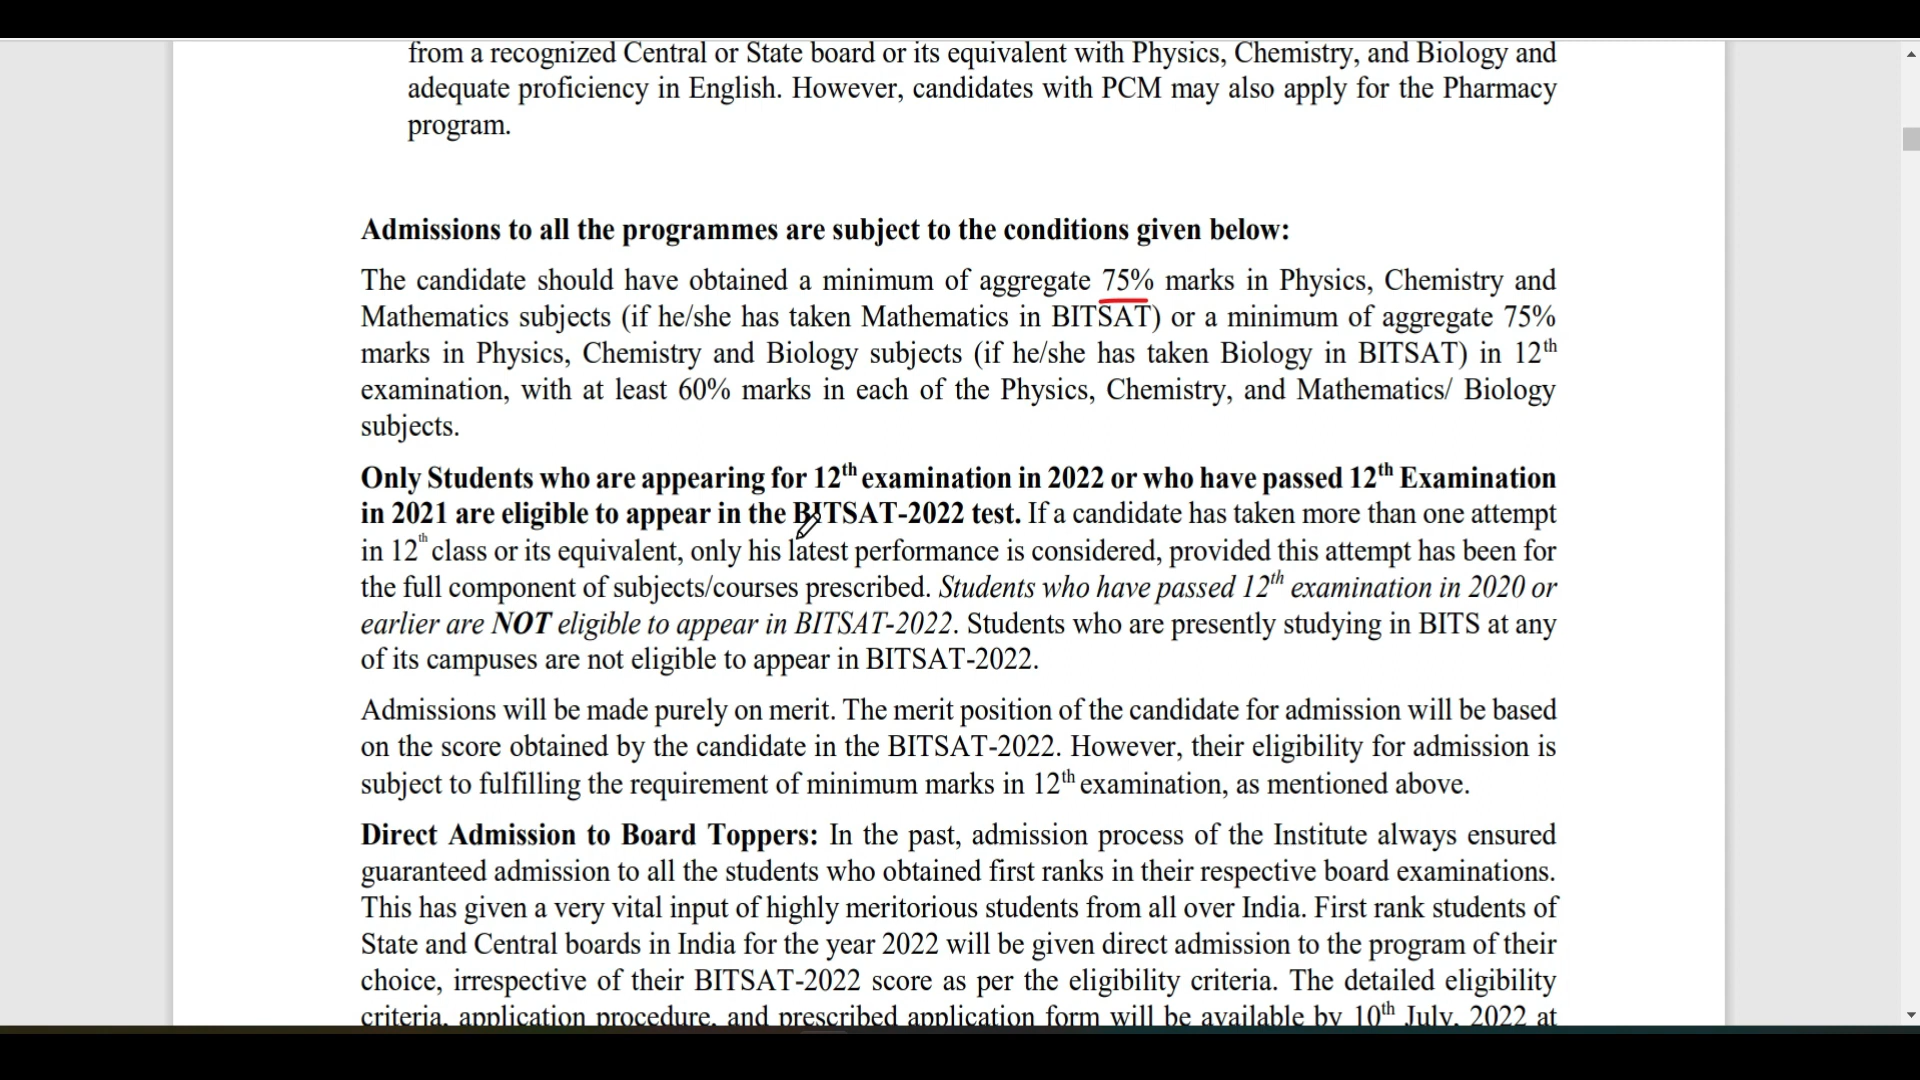 from a recognized Central or State board or its equivalent with Physics, Chemistry, and Biology and
adequate proficiency in English. However, candidates with PCM may also apply for the Pharmacy
program.
Admissions to all the programmes are subject to the conditions given below:
The candidate should have obtained a minimum of aggregate 75% marks in Physics, Chemistry and
Mathematics subjects (if he/she has taken Mathematics in BITSAT) or a minimum of aggregate 75%
marks in Physics, Chemistry and Biology subjects (if he/she has taken Biology in BITSAT) in 12th
examination, with at least 60% marks in each of the Physics, Chemistry, and Mathematics/ Biology
subjects.
Only Students who are appearing for 12th examination in 2022 or who have passed 12th Examination
in 2021 are eligible to appear in the BITSAT-2022 test. If a candidate has taken more than one attempt
in 12th class or its equivalent, only his latest performance is considered, provided this attempt has been for
the full component of subjects/courses prescribed. Students who have passed 12th examination in 2020 or
earlier are NOT eligible to appear in BITSAT-2022. Students who are presently studying in BITS at any
of its campuses are not eligible to appear in BITSAT-2022.
Admissions will be made purely on merit. The merit position of the candidate for admission will be based
on the score obtained by the candidate in the BITSAT-2022. However, their eligibility for admission is
subject to fulfilling the requirement of minimum marks in 12th examination, as mentioned above.
Direct Admission to Board Toppers: In the past, admission process of the Institute always ensured
guaranteed admission to all the students who obtained first ranks in their respective board examinations.
This has given a very vital input of highly meritorious students from all over India. First rank students of
State and Central boards in India for the year 2022 will be given direct admission to the program of their
choice, irrespective of their BITSAT-2022 score as per the eligibility criteria. The detailed eligibility
criteria, application procedure, and prescribed application form will be available by 10th July, 2022 at